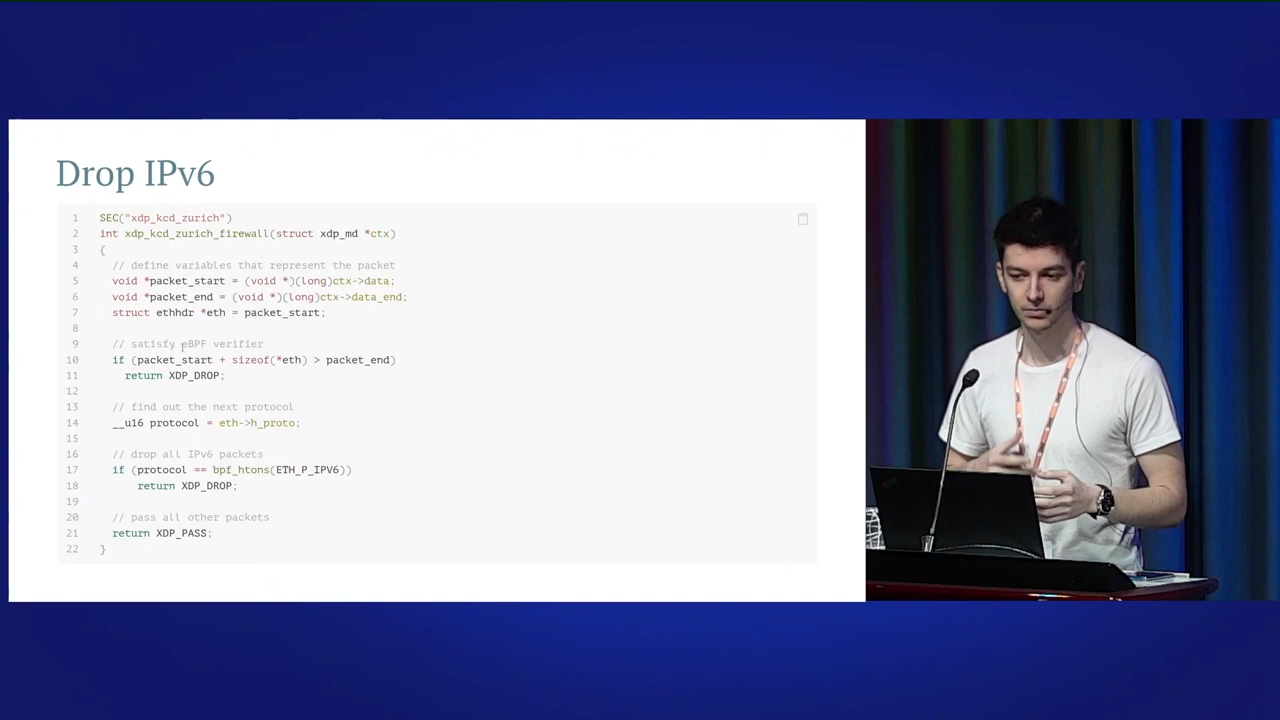 Drop IPv6
1 SEC("xdp_kcd_zurich")
2 int xdp_kcd_zurich_firewall(struct xdp_md *ctx)
3 {
4 // define variables that represent the packet
5 void *packet_start = (void *)(long)ctx->data;
6 void *packet_end = (void *)(long)ctx->data_end;
7 struct ethhdr *eth = packet_start;
8
9 // satisfy eBPF verifier
10 if (packet_start + sizeof(*eth) > packet_end)
11 return XDP_DROP;
12
13 // find out the next protocol
14 __u16 protocol = eth->h_proto;
15
16 // drop all IPv6 packets
17 if (protocol == bpf_htons(ETH_P_IPV6))
18 return XDP_DROP;
19
20 // pass all other packets
21 return XDP_PASS;
22 }